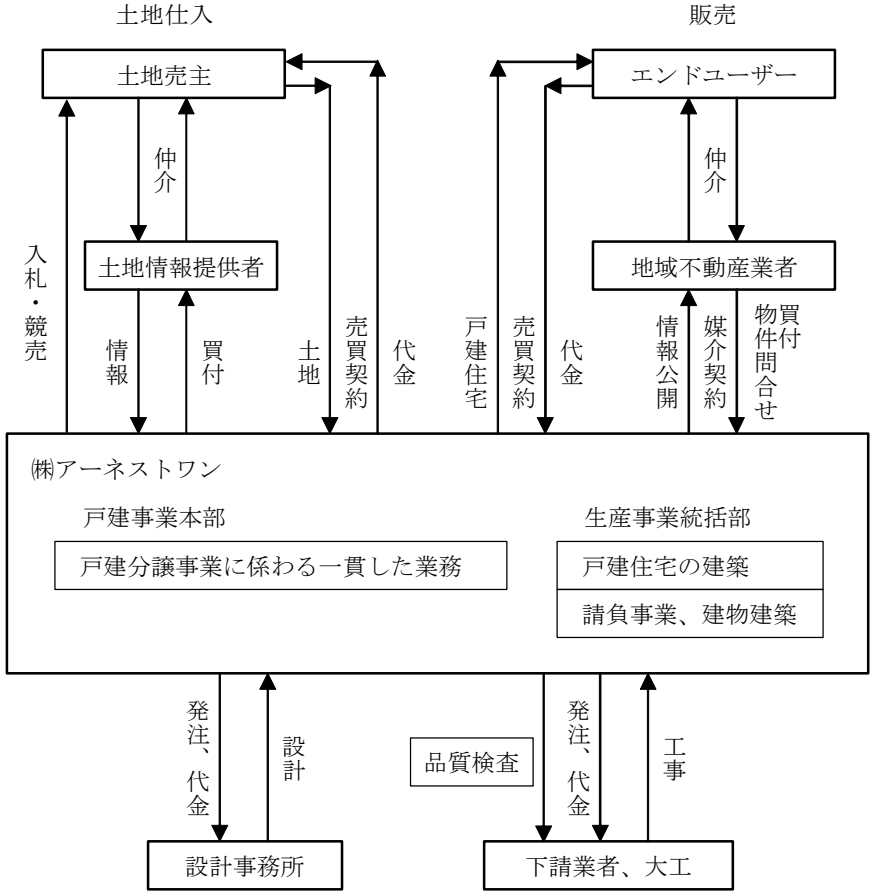 土地仕入
販売
土地売主
エンドユーザー
仲介
仲介
土地情報提供者
地域不動産業者
入札・競売
情報
買付
土地
売買契約
代金
戸建住宅
売買契約
代金
情報公開
媒介契約
買付
物件問合せ
㈱アーネストワン
戸建事業本部
生産事業統括部
戸建分譲事業に係わる一貫した業務
戸建住宅の建築
請負事業、建物建築
発注、代金
設計
品質検査
発注、代金
工事
設計事務所
下請業者、大工